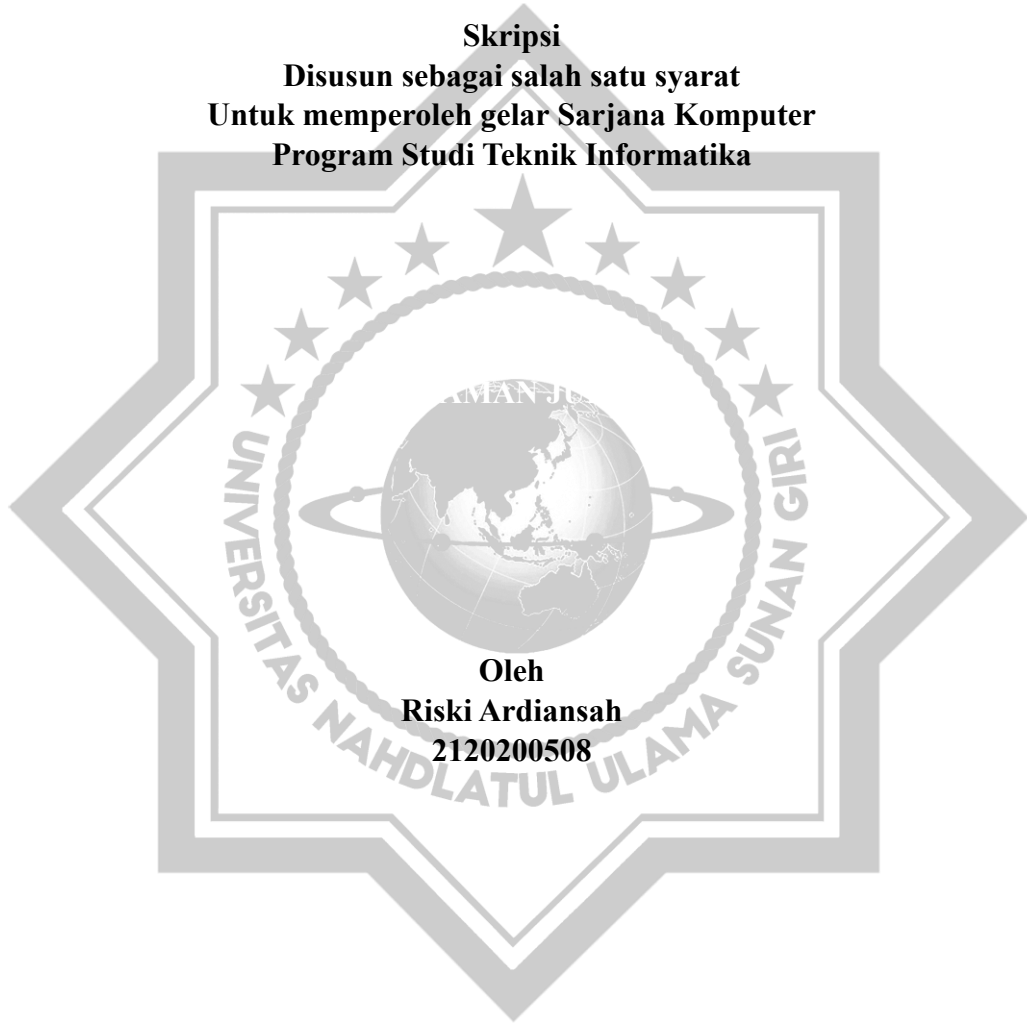 Skripsi
Disusun sebagai salah satu syarat
Untuk memperoleh gelar Sarjana Komputer
Program Studi Teknik Informatika
UNIVERSITAS NAHDLATUL ULAMA SUNAN GIRI
Oleh
Riski Ardiansah
2120200508